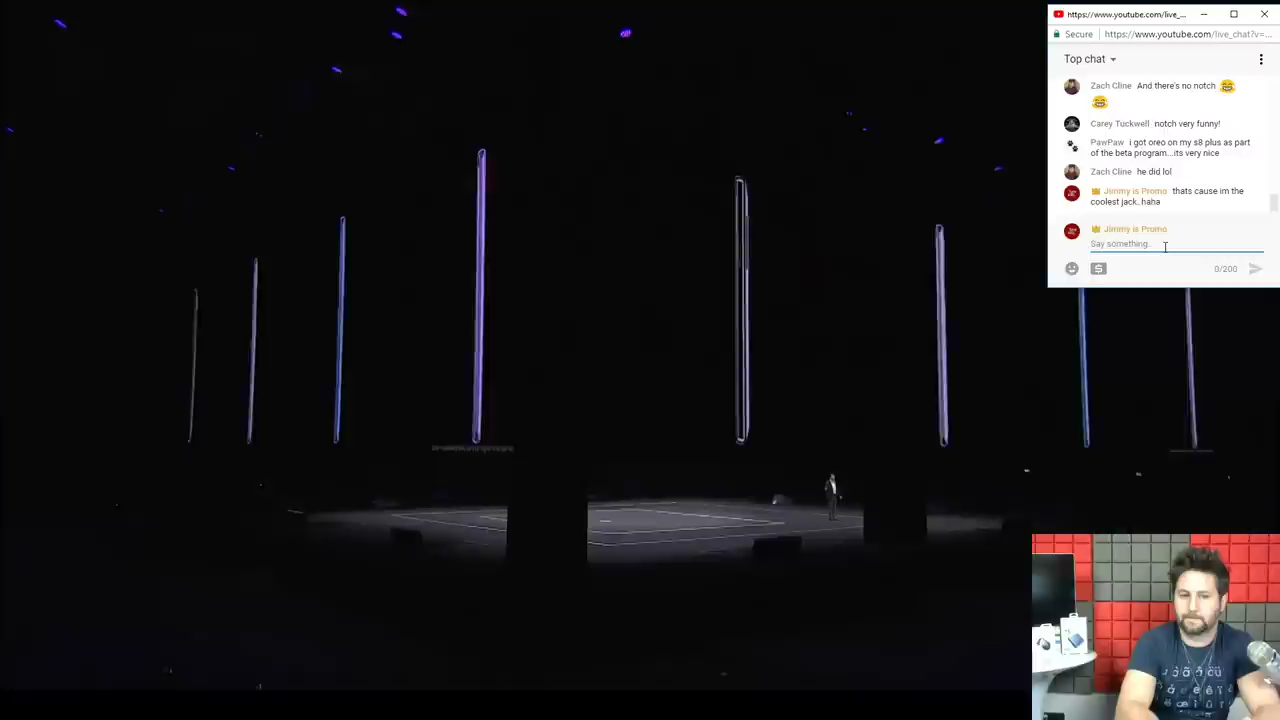 https://www.youtube.com/live_...
Secure
https://www.youtube.com/live_chat?v=...
Top chat
Zach Cline And there's no notch 😂
😂
Carey Tuckwell notch very funny!
PawPaw i got oreo on my s8 plus as part
of the beta program...its very nice
Zach Cline he did lol
Jimmy is Promo thats cause im the
coolest jack..haha
Jimmy is Promo
Say something...
0/200